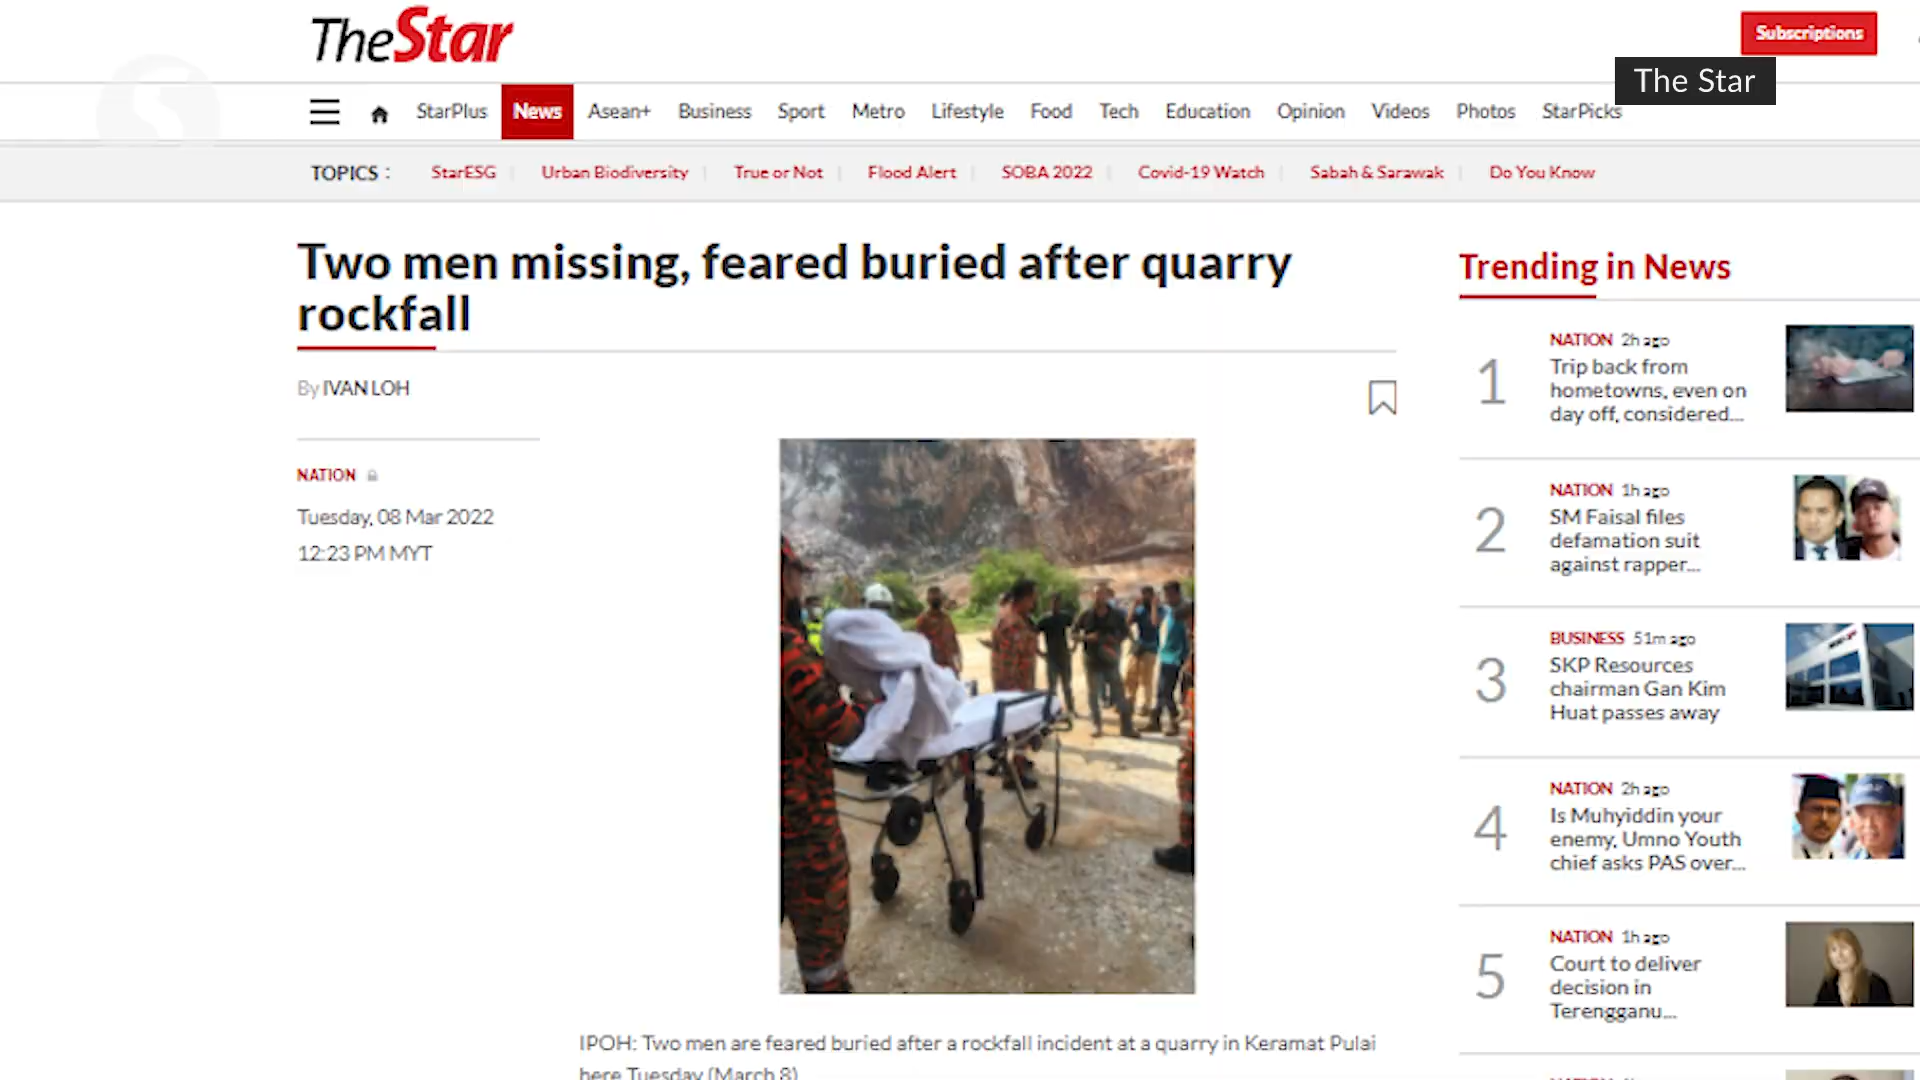 TheStar
Subscriptions
The Star
StarPlus News Asean+ Business Sport Metro Lifestyle Food Tech Education Opinion Videos Photos StarPicks
TOPICS : StarESG Urban Biodiversity True or Not Flood Alert SOBA 2022 Covid-19 Watch Sabah & Sarawak Do You Know
Two men missing, feared buried after quarry
rockfall
By IVAN LOH
NATION
Tuesday, 08 Mar 2022
12:23 PM MYT
IPOH: Two men are feared buried after a rockfall incident at a quarry in Keramat Pulai
here Tuesday (March 8)
Trending in News
1
NATION 2h ago
Trip back from
hometowns, even on
day off, considered...
2
NATION 1h ago
SM Faisal files
defamation suit
against rapper...
3
BUSINESS 51m ago
SKP Resources
chairman Gan Kim
Huat passes away
4
NATION 2h ago
Is Muhyiddin your
enemy, Umno Youth
chief asks PAS over...
5
NATION 1h ago
Court to deliver
decision in
Terengganu...